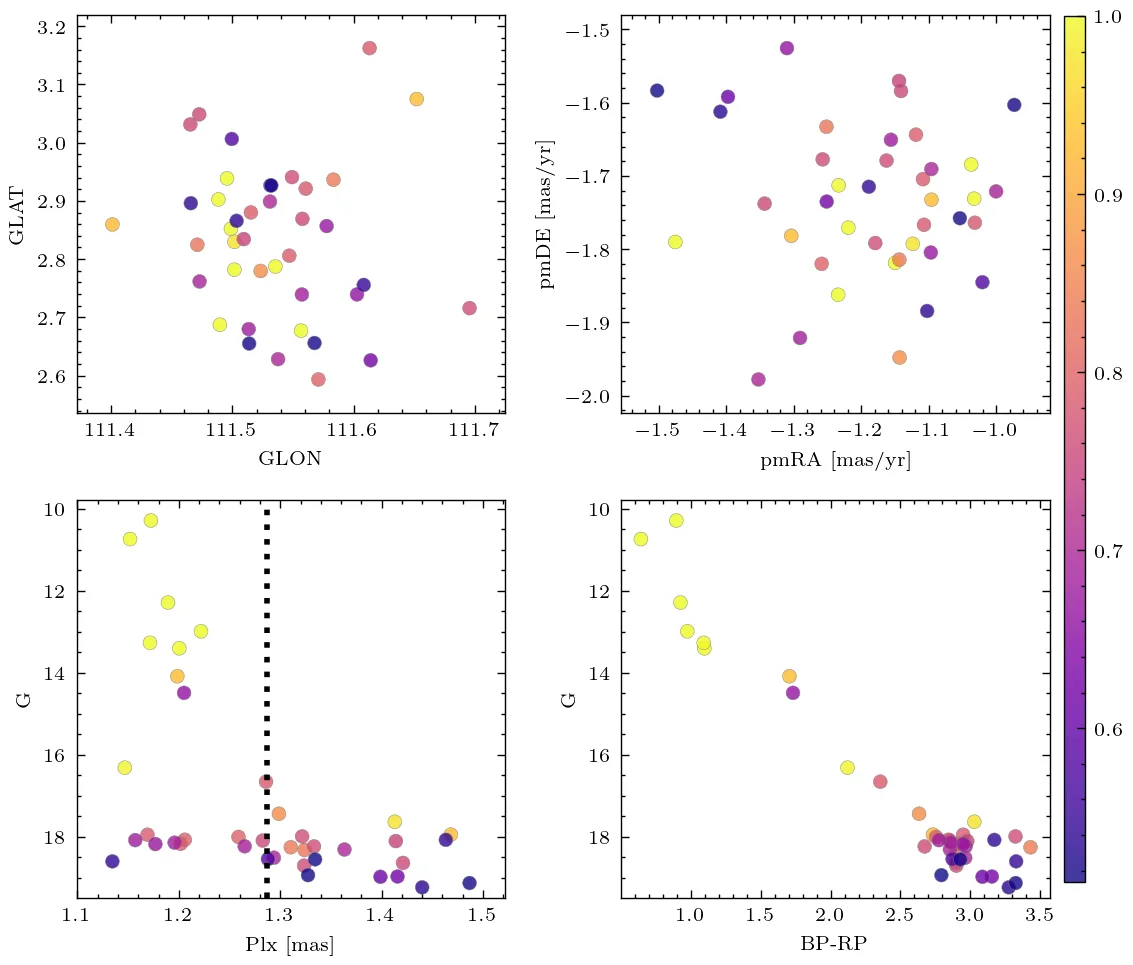 3.2
3.1
3.0
2.9
2.8
2.7
2.6
GLAT
111.4 111.5 111.6 111.7
GLON
−1.5
−1.6
−1.7
−1.8
−1.9
−2.0
pmDE [mas/yr]
−1.5 −1.4 −1.3 −1.2 −1.1 −1.0
pmRA [mas/yr]
1.0
0.9
0.8
0.7
0.6
10
12
14
16
18
G
1.1 1.2 1.3 1.4 1.5
Plx [mas]
10
12
14
16
18
G
1.0 1.5 2.0 2.5 3.0 3.5
BP-RP